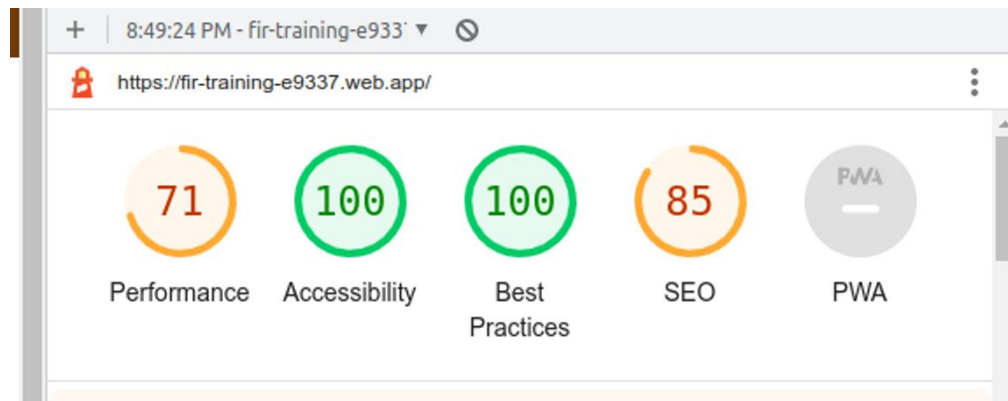 8:49:24 PM - fir-training-e933
https://fir-training-e9337.web.app/
71
100
100
85
PWA
Performance
Accessibility
Best
Practices
SEO
PWA